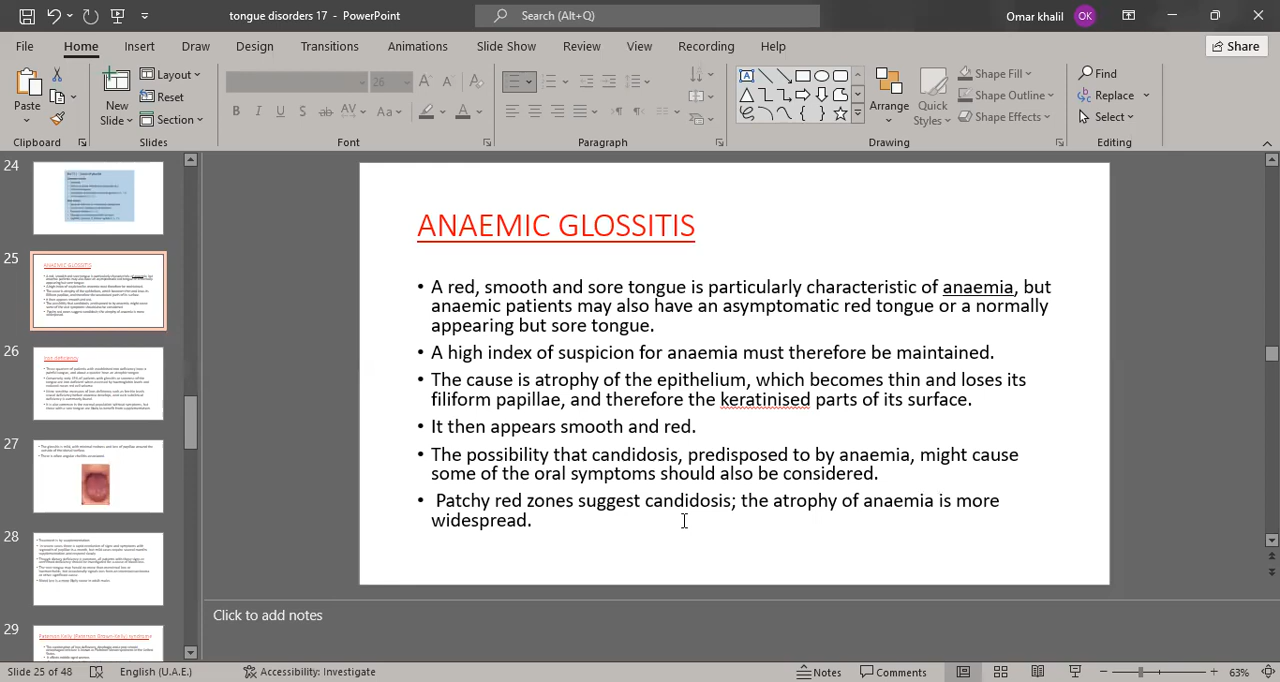 tongue disorders 17 - PowerPoint
Search (Alt+Q)
Omar khalil
OK
File
Home
Insert
Draw
Design
Transitions
Animations
Slide Show
Review
View
Recording
Help
Share
Paste
New
Slide
Layout
Reset
Section
26
Arrange
Quick
Styles
Shape Fill
Shape Outline
Shape Effects
Find
Replace
Select
Clipboard
Slides
Font
Paragraph
Drawing
Editing
24
25
26
27
28
29
ANAEMIC GLOSSITIS
• A red, smooth and sore tongue is particularly characteristic of anaemia, but
anaemic patients may also have an asymptomatic red tongue or a normally
appearing but sore tongue.
• A high index of suspicion for anaemia must therefore be maintained.
• The cause is atrophy of the epithelium, which becomes thin and loses its
filiform papillae, and therefore the keratinised parts of its surface.
• It then appears smooth and red.
• The possibility that candidosis, predisposed to by anaemia, might cause
some of the oral symptoms should also be considered.
• Patchy red zones suggest candidosis; the atrophy of anaemia is more
widespread.
Click to add notes
Slide 25 of 48
English (U.A.E.)
Accessibility: Investigate
Notes
Comments
63%